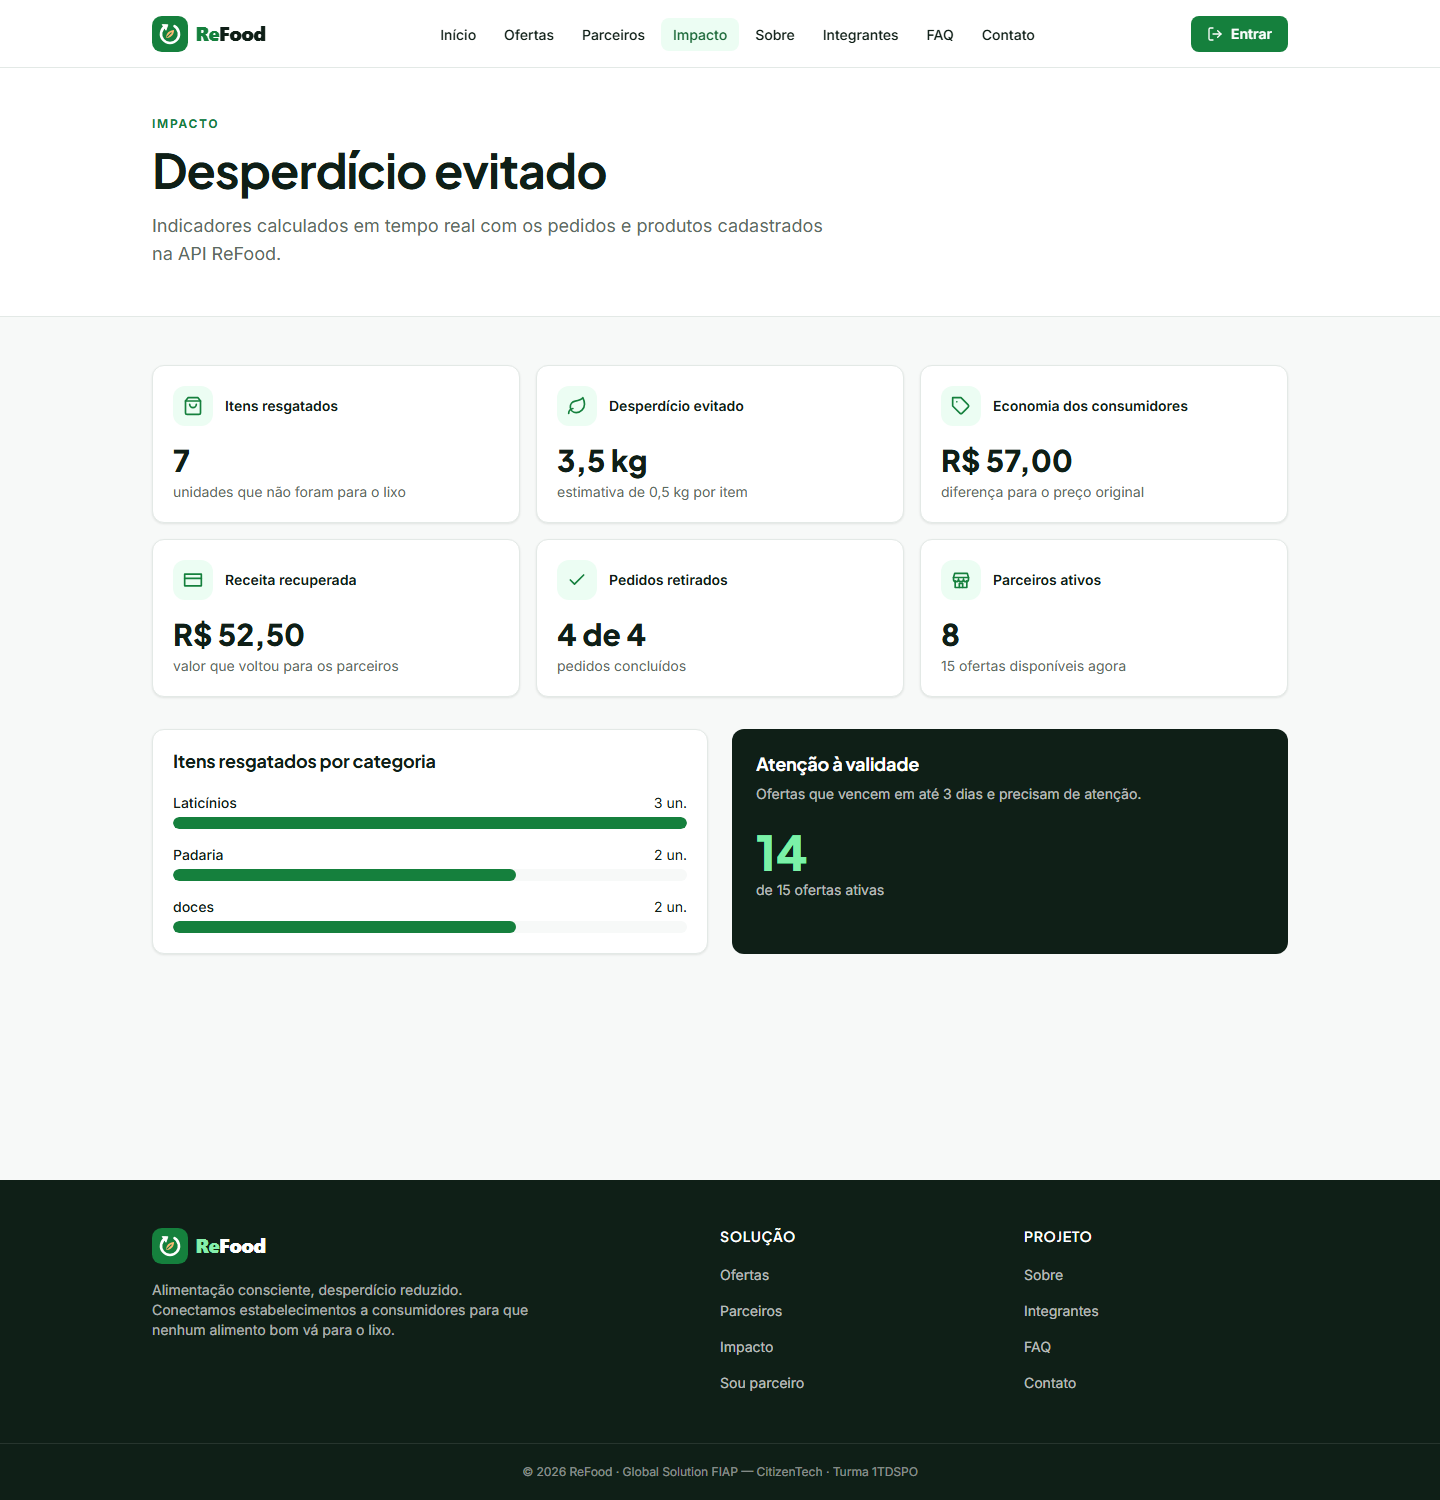 ReFood
Início
Ofertas
Parceiros
Impacto
Sobre
Integrantes
FAQ
Contato
Entrar
IMPACTO
Desperdício evitado
Indicadores calculados em tempo real com os pedidos e produtos cadastrados
na API ReFood.
Itens resgatados
7
unidades que não foram para o lixo
Desperdício evitado
3,5 kg
estimativa de 0,5 kg por item
Economia dos consumidores
R$ 57,00
diferença para o preço original
Receita recuperada
R$ 52,50
valor que voltou para os parceiros
Pedidos retirados
4 de 4
pedidos concluídos
Parceiros ativos
8
15 ofertas disponíveis agora
Itens resgatados por categoria
Laticínios 3 un.
Padaria 2 un.
doces 2 un.
Atenção à validade
Ofertas que vencem em até 3 dias e precisam de atenção.
14
de 15 ofertas ativas
ReFood
Alimentação consciente, desperdício reduzido.
Conectamos estabelecimentos a consumidores para que
nenhum alimento bom vá para o lixo.
SOLUÇÃO
Ofertas
Parceiros
Impacto
Sou parceiro
PROJETO
Sobre
Integrantes
FAQ
Contato
© 2026 ReFood · Global Solution FIAP — CitizenTech · Turma 1TDSPO